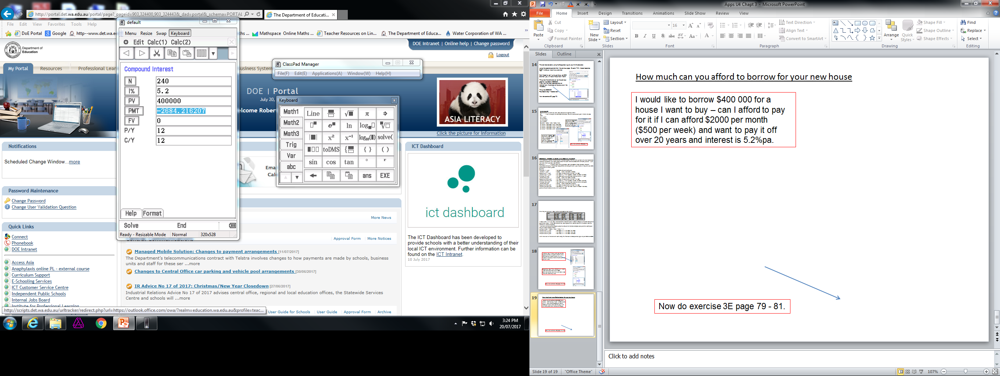 http://portal.det.wa.edu.au/portal/page?_pageid=903,324400,903_324443&_dad=portal&_schema=PORTAL
The Department of Educati...
File Edit View Favorites Tools Help
DoE Portal
Google
http--www.det.wa.e
Mathspace Online Maths ...
Teacher Resources on Lin...
The Department of Educa...
Water Corporation of WA ...
Department of
Education
DOE Intranet | Online help | Change password
Logout
My Portal
Resources
Professional Lear
usiness System
DOE | Portal
July 20,
elcome Robert
ASIA LITERACY
Click the picture for information
Notifications
Scheduled Change Window...more
Password Maintenance
Change Password
Change User Validation Question
Quick Links
Connect
Phonebook
DOE Intranet
Access Asia
Anaphylaxis online PL - external course
Curriculum Support
E-Schooling Services
ICT Customer Service Centre
Independent Public Schools
Internal Jobs Board
Institute for Professional Learning
http://scripts.det.wa.edu.au/urltracker/redirect.php?url=https://outlook.office.com/owa/?realm=education.wa.edu.au&profile=teac...
default
Menu Resize Swap Keyboard
Edit Calc(1) Calc(2)
Compound Interest
N 240
I% 5.2
PV 400000
PMT -2684.216207
FV 0
P/Y 12
C/Y 12
Help Format
Solve End
Ready - Resizable Mode Normal 320x528
ClassPad Manager
File(F) Edit(E) Applications(A) Window(W) Help(H)
Keyboard
Math1 Line √■ π ⇒
Math2 e■ ln log■□ ■√□
Math3 |■| x² x⁻¹ log₁₀(■) solve(
Trig toDMS { } ( )
Var sin cos tan ° r
abc
ans EXE
Ema
Cal
More News
Approval Form | More Notices
Managed Mobile Solution: Changes to payment arrangements [11/07/2017]
The Department's telecommunications contract with Telstra involves changes to how payments are made by schools, business
units and staff for these ser ...more
Changes to Central Office car parking and vehicle pool arrangements [30/06/2017]
IR Advice No 17 of 2017: Christmas/New Year Closedown [27/06/2017]
Industrial Relations Advice No 17 of 2017 advises central office, regional and local education offices, the Statewide Services
Centre and schools will ...more
User Guide for Schools | User Guide | Approval Form | Archive
ICT Dashboard
ict dashboard
The ICT Dashboard has been developed to
provide schools with a better understanding of their
local ICT environment. Further information can be
found on the ICT Intranet.
10 July 2017
3:24 PM
20/07/2017
Apps U4 Chapt 3 - Microsoft PowerPoint
File Home Insert Design Transitions Animations Slide Show Review View
Paste
Cut
Copy
Format Painter
Clipboard
New
Slide
Layout
Reset
Section
Slides
16
B I U S abc AV Aa A
Font
Text Direction
Align Text
Convert to SmartArt
Paragraph
Arrange
Quick
Styles
Shape Fill
Shape Outline
Shape Effects
Drawing
Find
Replace
Select
Editing
Slides Outline
14
15
16
17
18
19
How much can you afford to borrow for your new house
I would like to borrow $400 000 for a
house I want to buy – can I afford to pay
for it if I can afford $2000 per month
($500 per week) and want to pay it off
over 20 years and interest is 5.2%pa.
Now do exercise 3E page 79 - 81.
Click to add notes
Slide 19 of 19
"Office Theme"
107%